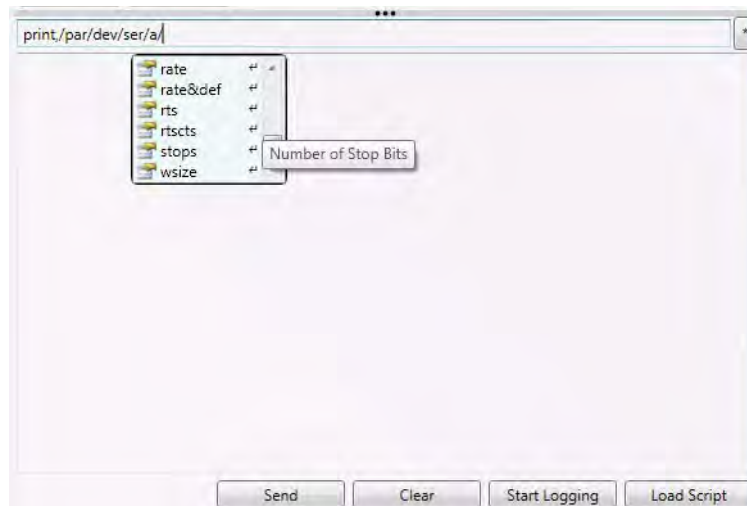 print,/par/dev/ser/a/
*
rate
rate&def
rts
rtscts
stops
Number of Stop Bits
wsize
Send Clear Start Logging Load Script